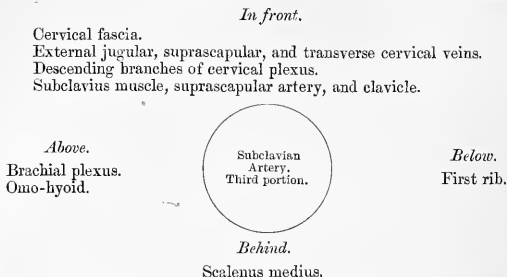 In front.
Cervical fascia.
External jugular, suprascapular, and transverse cervical veins.
Descending branches of cervical plexus.
Subclavius muscle, suprascapular artery, and clavicle.
Above.
Brachial plexus.
Omo-hyoid.
Subclavian
Artery.
Third portion.
Below.
First rib.
Behind.
Scalenus medius.